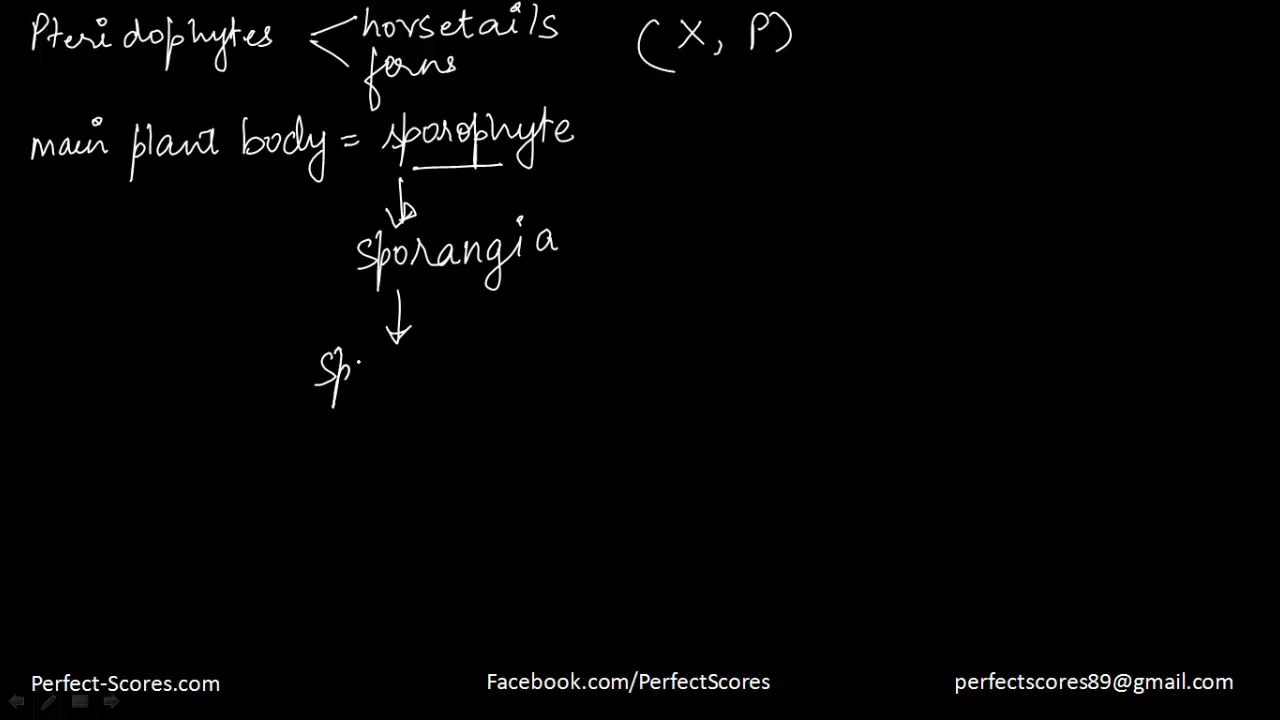 Pteridophytes < horsetails (X, P)
ferns
main plant body = sporophyte
sporangia
sp
Perfect-Scores.com Facebook.com/PerfectScores perfectscores89@gmail.com